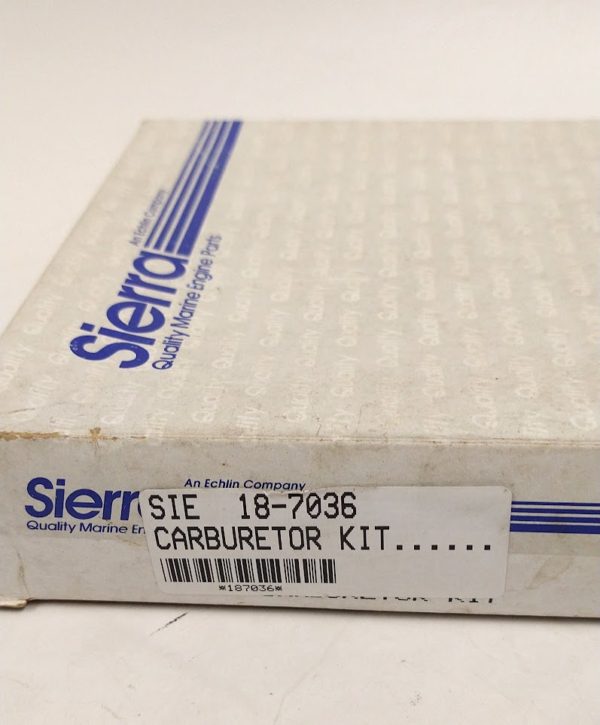 An Echlin Company
Sierra
Quality Marine Engine Parts
An Echlin Company
Sierra
Quality Marine
SIE 18-7036
CARBURETOR KIT......
*187036*
KIT